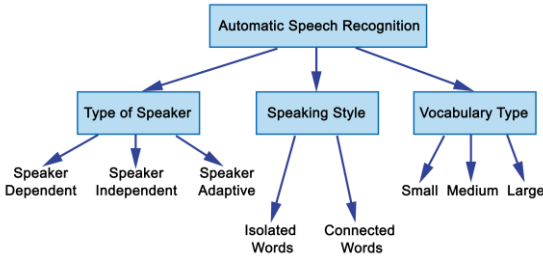 Automatic Speech Recognition
Type of Speaker
Speaking Style
Vocabulary Type
Speaker
Dependent
Speaker
Independent
Speaker
Adaptive
Small
Medium
Large
Isolated
Words
Connected
Words